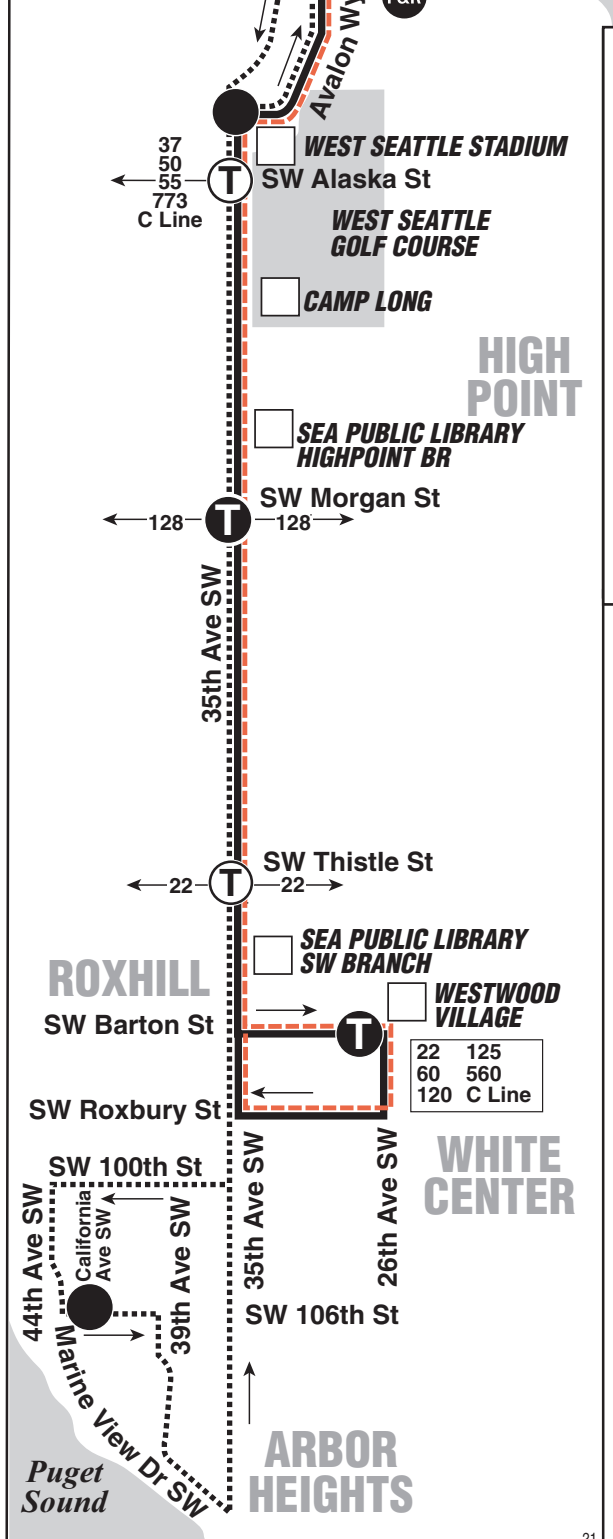 P&R
Avalon Wy
WEST SEATTLE STADIUM
37
50
55
773
C Line
T
SW Alaska St
WEST SEATTLE
GOLF COURSE
CAMP LONG
HIGH
POINT
SEA PUBLIC LIBRARY
HIGHPOINT BR
SW Morgan St
128
T
128
35th Ave SW
SW Thistle St
22
T
22
SEA PUBLIC LIBRARY
SW BRANCH
ROXHILL
WESTWOOD
VILLAGE
SW Barton St
T
22 125
60 560
120 C Line
SW Roxbury St
WHITE
CENTER
SW 100th St
44th Ave SW
California
Ave SW
39th Ave SW
35th Ave SW
26th Ave SW
SW 106th St
Marine View Dr SW
ARBOR
HEIGHTS
Puget
Sound
21